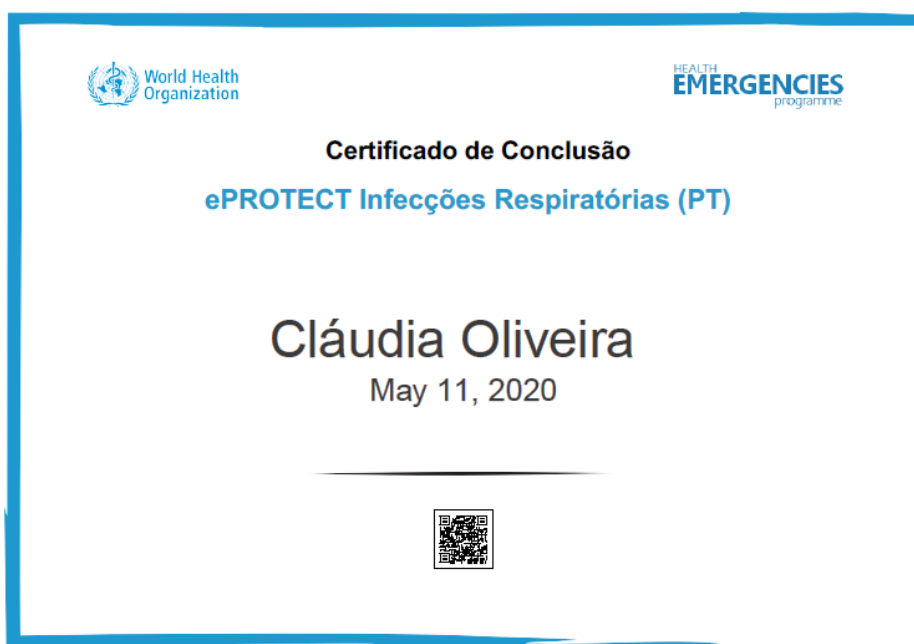 World Health
Organization
HEALTH
EMERGENCIES
programme
Certificado de Conclusão
ePROTECT Infecções Respiratórias (PT)
Cláudia Oliveira
May 11, 2020